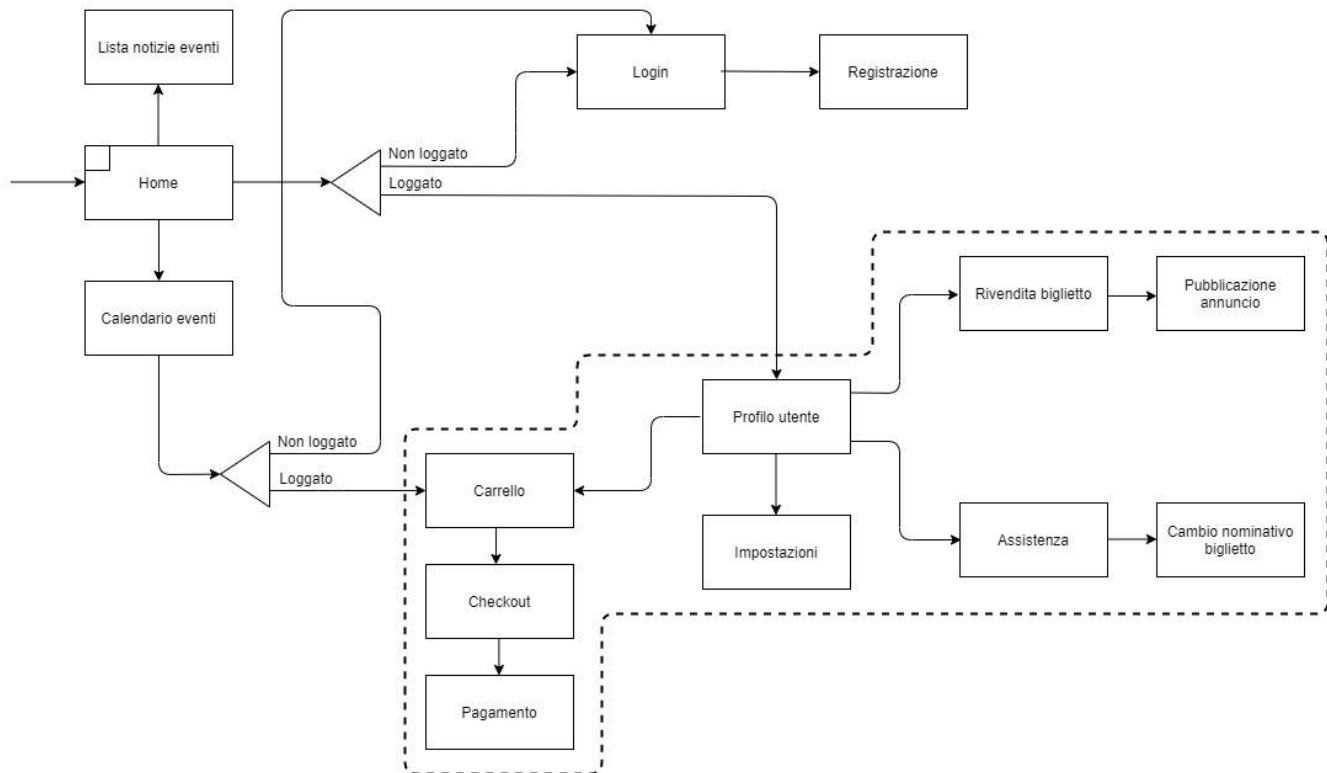 Lista notizie eventi
Login
Registrazione
Non loggato
Home
Loggato
Calendario eventi
Rivendita biglietto
Pubblicazione
annuncio
Profilo utente
Non loggato
Loggato
Carrello
Impostazioni
Assistenza
Cambio nominativo
biglietto
Checkout
Pagamento